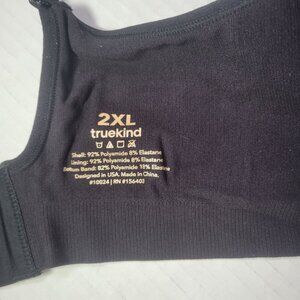 2XL
truekind
Shell: 92% Polyamide 8% Elastane
Lining: 92% Polyamide 8% Elastane
Bottom Band: 82% Polyamide 18% Elastane
Designed in USA. Made in China.
#10024 | RN #156403